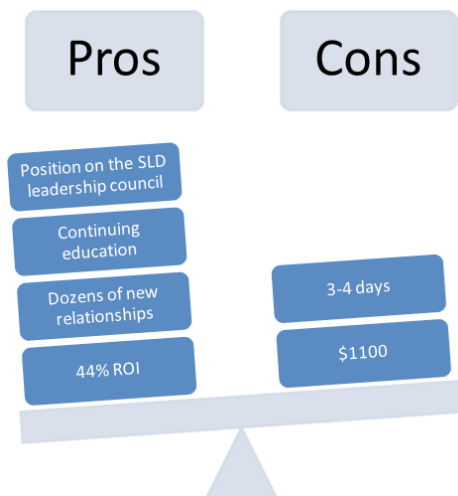 Pros
Cons
Position on the SLD
leadership council
Continuing
education
Dozens of new
relationships
44% ROI
3-4 days
$1100